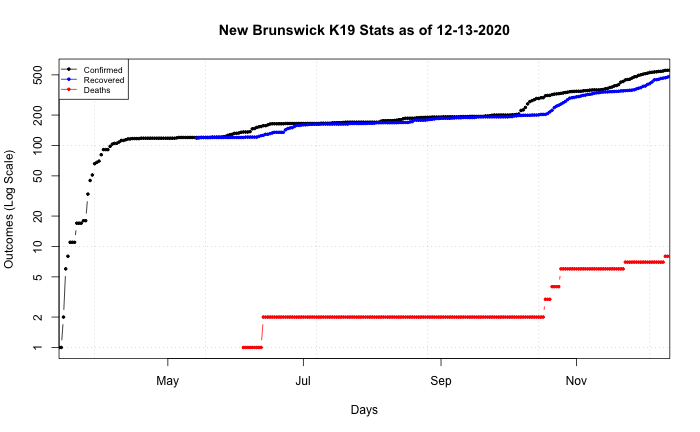 New Brunswick K19 Stats as of 12-13-2020
Confirmed
Recovered
Deaths
Outcomes (Log Scale)
500
200
100
50
20
10
5
2
1
May
Jul
Sep
Nov
Days